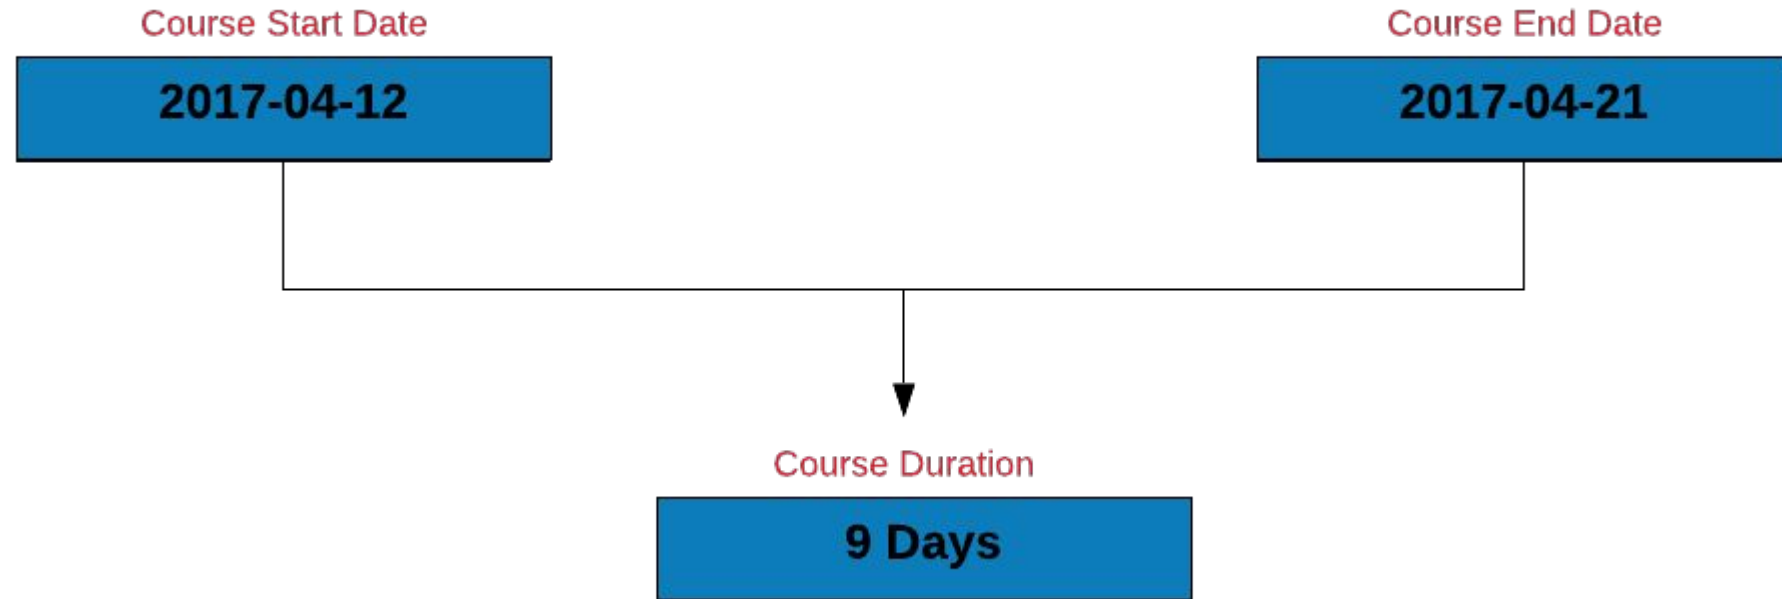 Course Start Date
2017-04-12
Course End Date
2017-04-21
Course Duration
9 Days